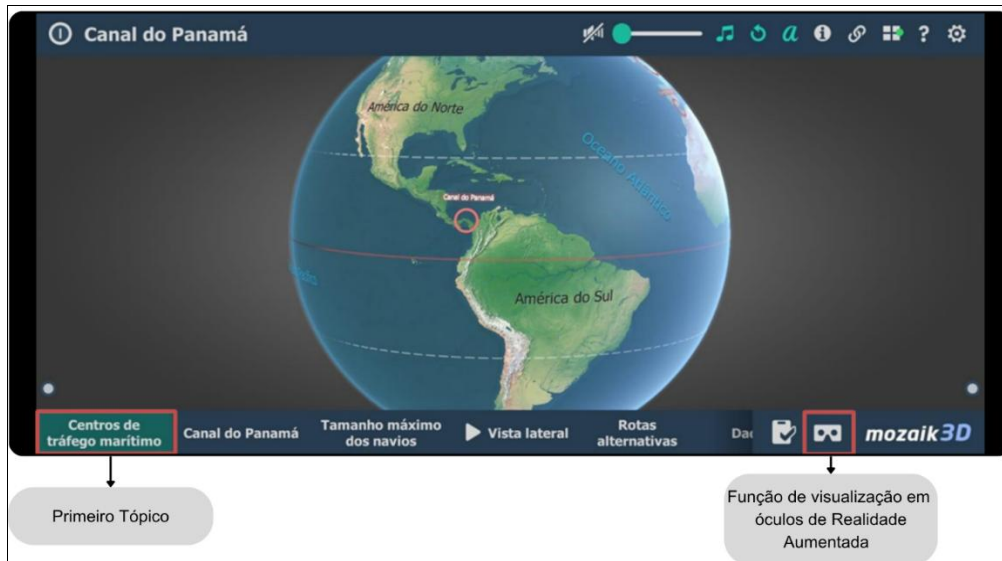 Canal do Panamá
a
?
América do Norte
Oceano Atlântico
Canal do Panamá
América do Sul
Centros de
tráfego marítimo
Canal do Panamá
Tamanho máximo
dos navios
Vista lateral
Rotas
alternativas
mozaik3D
Primeiro Tópico
Função de visualização em
óculos de Realidade
Aumentada